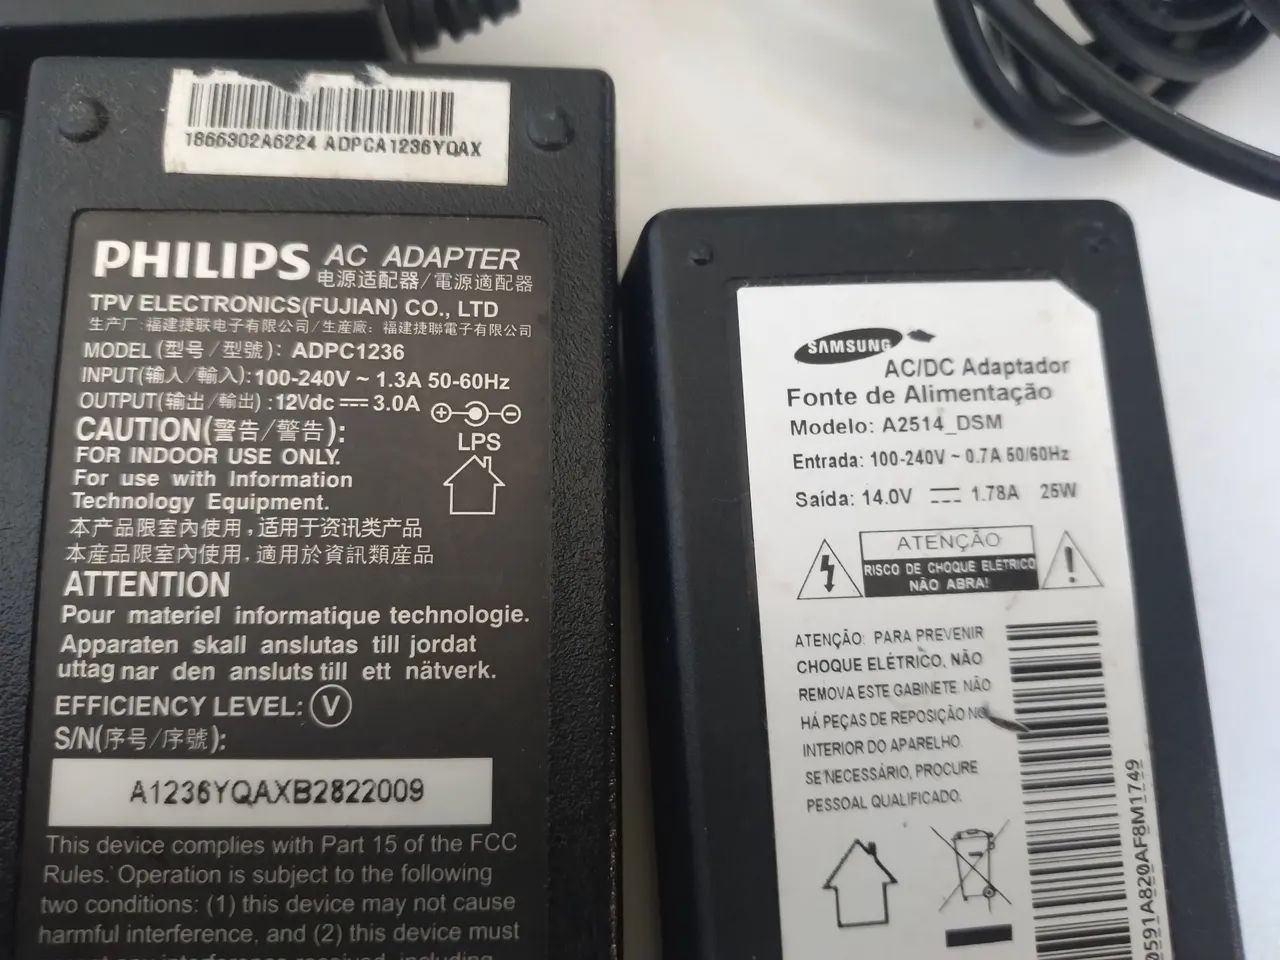 1866302A6224 ADPCA1236YQAX
PHILIPS AC ADAPTER
电源适配器/電源適配器
TPV ELECTRONICS(FUJIAN) CO., LTD
生产厂: 福建捷联电子有限公司/生産廠: 福建捷聯電子有限公司
MODEL(型号/型號): ADPC1236
INPUT(输人/輸入):100-240V ~ 1.3A 50-60Hz
OUTPUT(输出/輸出) :12Vdc ⎓ 3.0A
LPS
CAUTION(警告/警告):
FOR INDOOR USE ONLY.
For use with Information
Technology Equipment.
本产品限室内使用,适用于资讯类产品
本產品限室內使用,適用於資訊類產品
ATTENTION
Pour materiel informatique technologie.
Apparaten skall anslutas till jordat
uttag nar den ansluts till ett nätverk.
EFFICIENCY LEVEL: V
S/N(序号/序號):
A1236YQAXB2822009
This device complies with Part 15 of the FCC
Rules. Operation is subject to the following
two conditions: (1) this device may not cause
harmful interference, and (2) this device must
any interference received, including
SAMSUNG
AC/DC Adaptador
Fonte de Alimentação
Modelo: A2514_DSM
Entrada: 100-240V ~ 0.7A 50/60Hz
Saída: 14.0V ⎓ 1.78A 25W
ATENÇÃO
RISCO DE CHOQUE ELÉTRICO
NÃO ABRA!
ATENÇÃO: PARA PREVENIR
CHOQUE ELÉTRICO, NÃO
REMOVA ESTE GABINETE. NÃO
HÁ PEÇAS DE REPOSIÇÃO NO
INTERIOR DO APARELHO.
SE NECESSÁRIO, PROCURE
PESSOAL QUALIFICADO.
0591A820AF8M1749